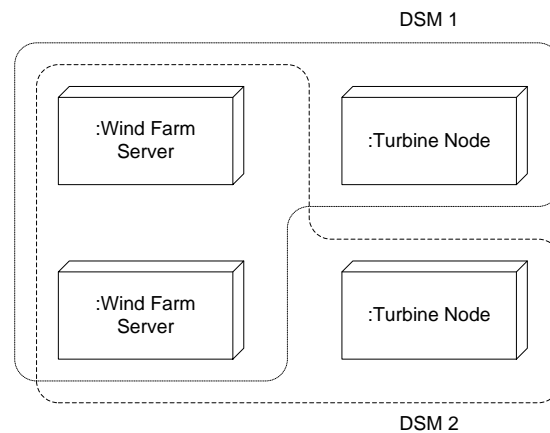 DSM 1
:Wind Farm
Server
:Turbine Node
:Wind Farm
Server
:Turbine Node
DSM 2